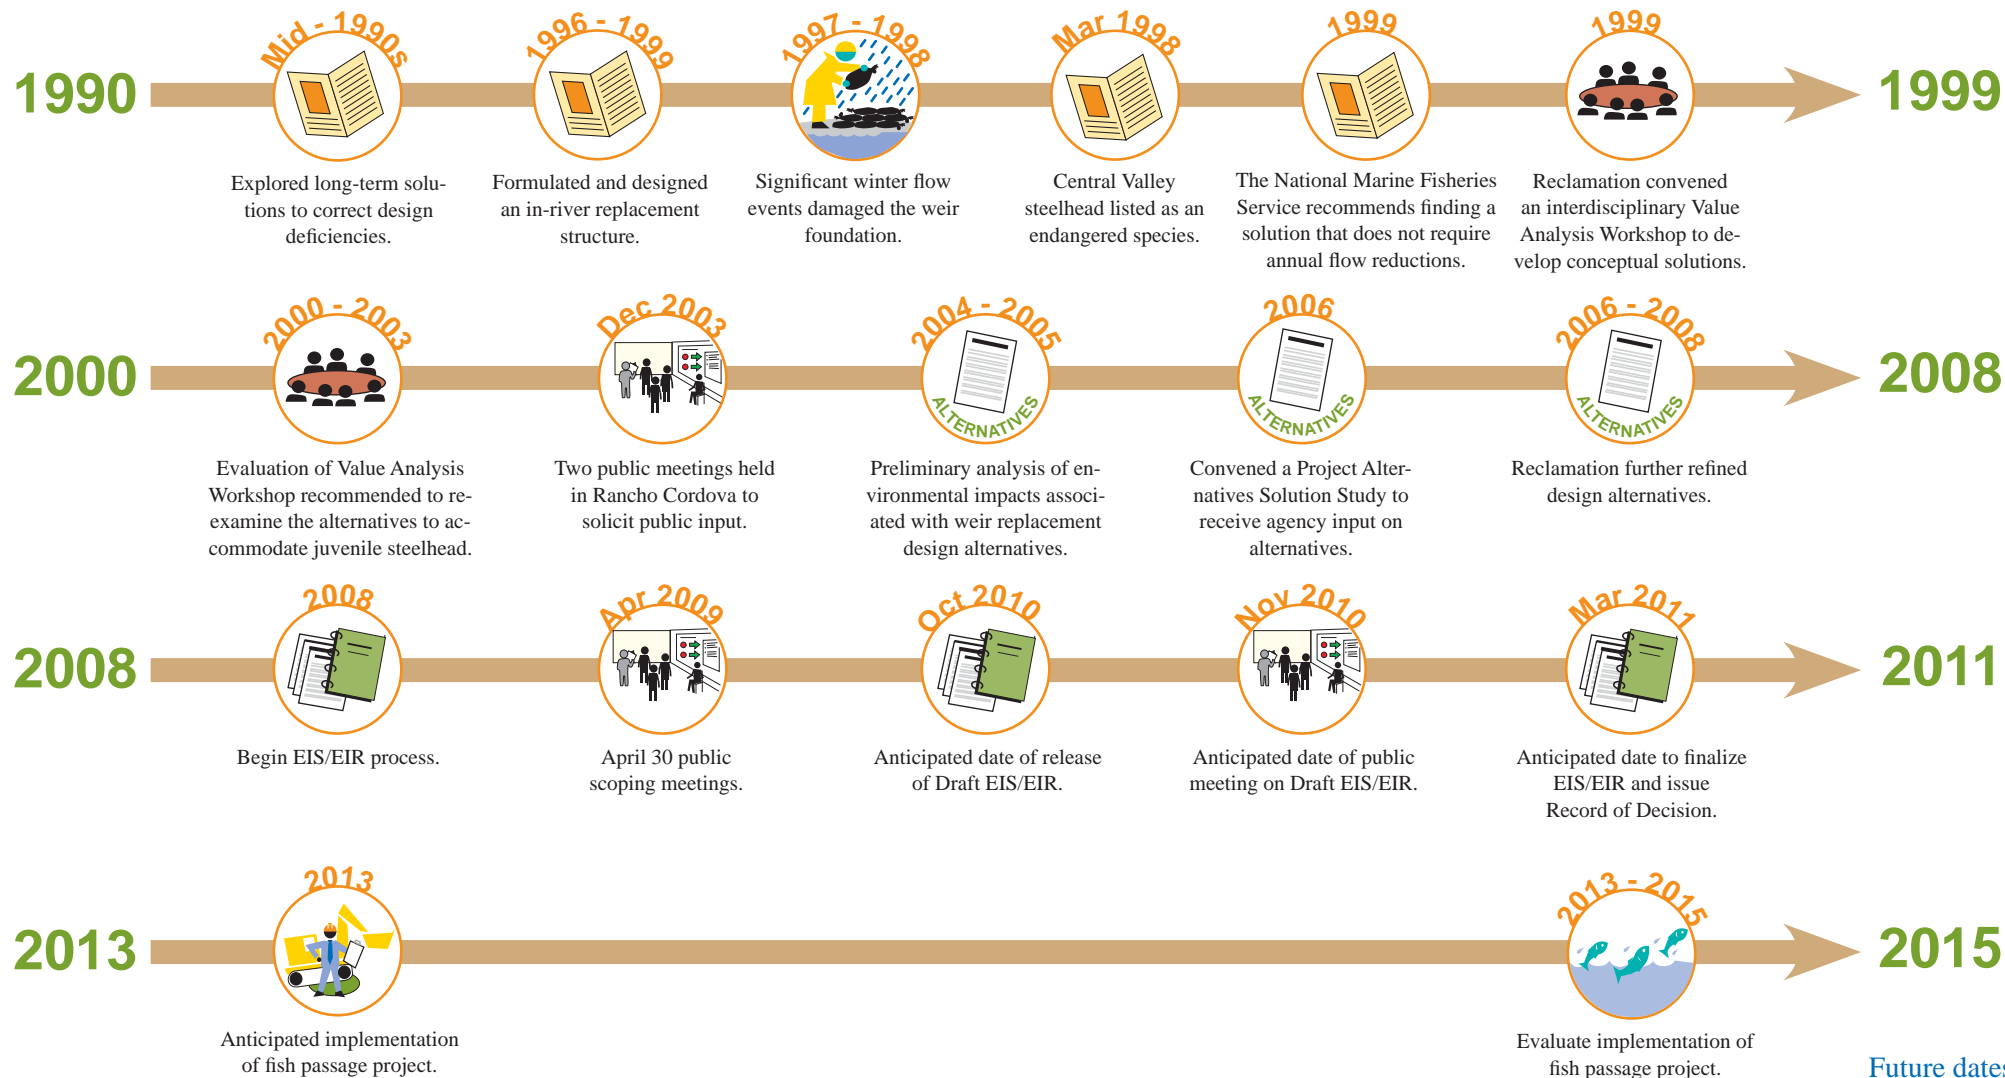 1990
Mid - 1990s
Explored long-term solu-
tions to correct design
deficiencies.
1996 - 1999
Formulated and designed
an in-river replacement
structure.
1997 - 1998
Significant winter flow
events damaged the weir
foundation.
Mar 1998
Central Valley
steelhead listed as an
endangered species.
1999
The National Marine Fisheries
Service recommends finding a
solution that does not require
annual flow reductions.
1999
Reclamation convened
an interdisciplinary Value
Analysis Workshop to de-
velop conceptual solutions.
1999
2000
2000 - 2003
Evaluation of Value Analysis
Workshop recommended to re-
examine the alternatives to ac-
commodate juvenile steelhead.
Dec 2003
Two public meetings held
in Rancho Cordova to
solicit public input.
2004 - 2005
ALTERNATIVES
Preliminary analysis of en-
vironmental impacts associ-
ated with weir replacement
design alternatives.
2006
ALTERNATIVES
Convened a Project Alter-
natives Solution Study to
receive agency input on
alternatives.
2006 - 2008
ALTERNATIVES
Reclamation further refined
design alternatives.
2008
2008
2008
Begin EIS/EIR process.
Apr 2009
April 30 public
scoping meetings.
Oct 2010
Anticipated date of release
of Draft EIS/EIR.
Nov 2010
Anticipated date of public
meeting on Draft EIS/EIR.
Mar 2011
Anticipated date to finalize
EIS/EIR and issue
Record of Decision.
2011
2013
2013
Anticipated implementation
of fish passage project.
2013 - 2015
Evaluate implementation of
fish passage project.
2015
Future dates